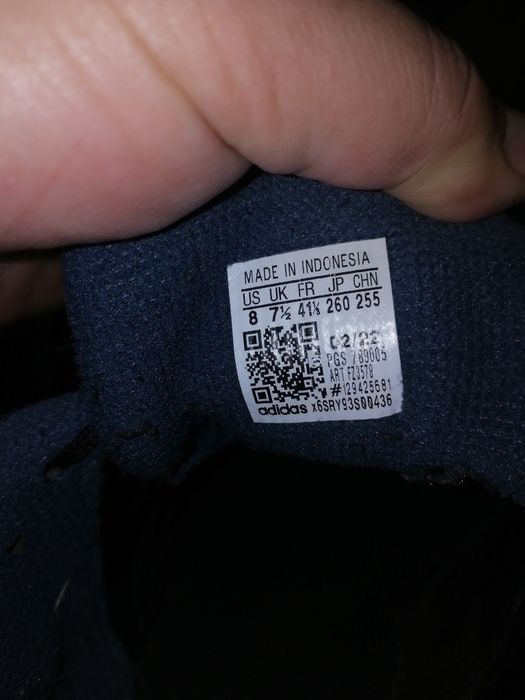 MADE IN INDONESIA
US UK FR JP CHN
8 7½ 41⅓ 260 255
02/22
PGS 789005
ART FZ3578
#129425681
adidas x6SRY93S00436